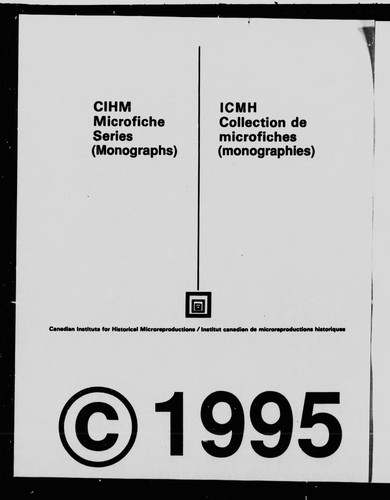 CIHM
Microfiche
Series
(Monographs)
ICMH
Collection de
microfiches
(monographies)
Canadian Institute for Historical Microreproductions / Institut canadien de microreproductions historiques
© 1995